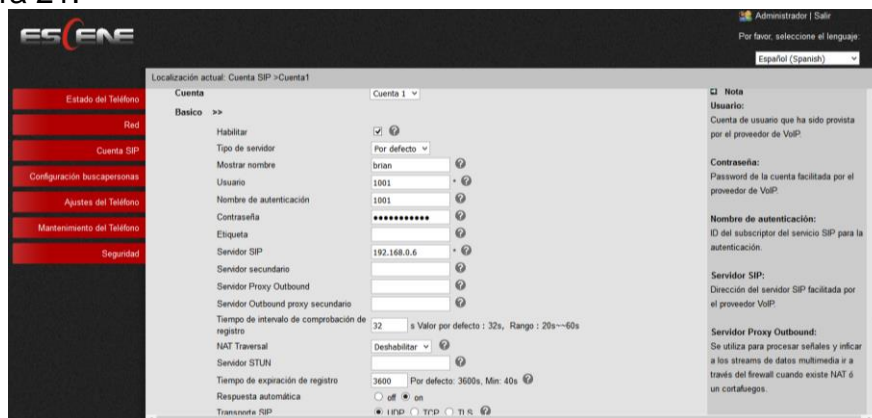 ESCENE
Administrador | Salir
Por favor, seleccione el lenguaje:
Español (Spanish)
Localización actual: Cuenta SIP >Cuenta1
Estado del Teléfono
Red
Cuenta SIP
Configuración buscapersonas
Ajustes del Teléfono
Mantenimiento del Teléfono
Seguridad
Cuenta Cuenta 1
Basico >>
Habilitar
Tipo de servidor Por defecto
Mostrar nombre brian
Usuario 1001 *
Nombre de autenticación 1001
Contraseña •••••••••••
Etiqueta
Servidor SIP 192.168.0.6 *
Servidor secundario
Servidor Proxy Outbound
Servidor Outbound proxy secundario
Tiempo de intervalo de comprobación de
registro 32 s Valor por defecto : 32s, Rango : 20s~~60s
NAT Traversal Deshabilitar
Servidor STUN
Tiempo de expiración de registro 3600 Por defecto: 3600s, Min: 40s
Respuesta automática off on
Transporte SIP UDP TCP TLS
Nota
Usuario:
Cuenta de usuario que ha sido provista
por el proveedor de VoIP.
Contraseña:
Password de la cuenta facilitada por el
proveedor de VoIP.
Nombre de autenticación:
ID del subscriptor del servicio SIP para la
autenticación.
Servidor SIP:
Dirección del servidor SIP facilitada por
el proveedor VoIP.
Servidor Proxy Outbound:
Se utiliza para procesar señales y
a los streams de datos multimedia ir a
través del firewall cuando existe NAT ó
un cortafuegos.